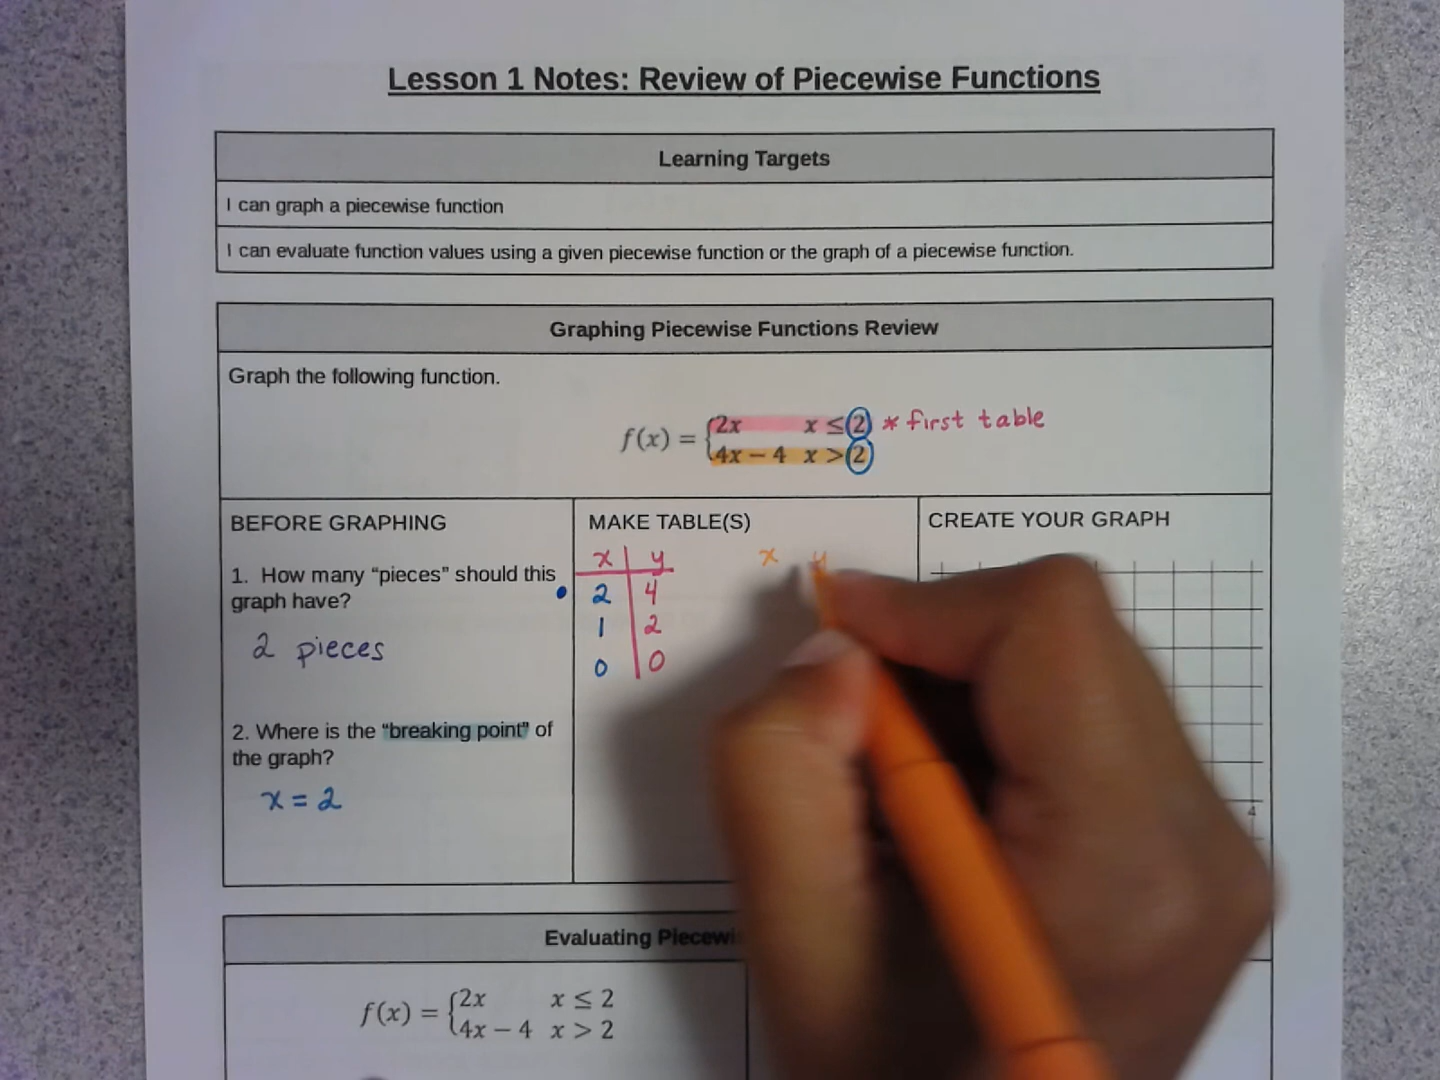 Lesson 1 Notes: Review of Piecewise Functions
Learning Targets
I can graph a piecewise function
I can evaluate function values using a given piecewise function or the graph of a piecewise function.
Graphing Piecewise Functions Review
Graph the following function.
f(x) = {2x x ≤ 2 * first table
4x − 4 x > 2
BEFORE GRAPHING
1. How many “pieces” should this
graph have?
2 pieces
2. Where is the “breaking point” of
the graph?
x = 2
MAKE TABLE(S)
x y
2 4
1 2
0 0
x y
CREATE YOUR GRAPH
4
Evaluating
f(x) = {2x x ≤ 2
4x − 4 x > 2